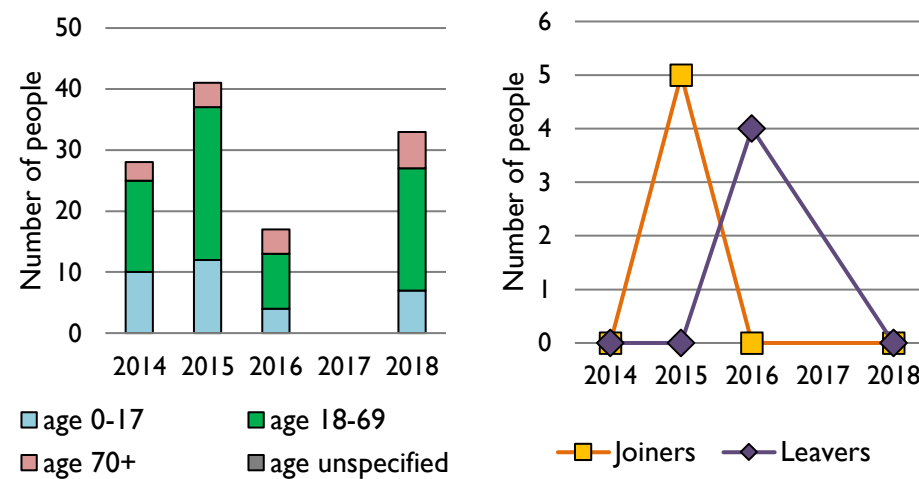 50
40
30
20
10
0
Number of people
2014 2015 2016 2017 2018
age 0-17 age 18-69
age 70+ age unspecified
6
5
4
3
2
1
0
Number of people
2014 2015 2016 2017 2018
Joiners Leavers